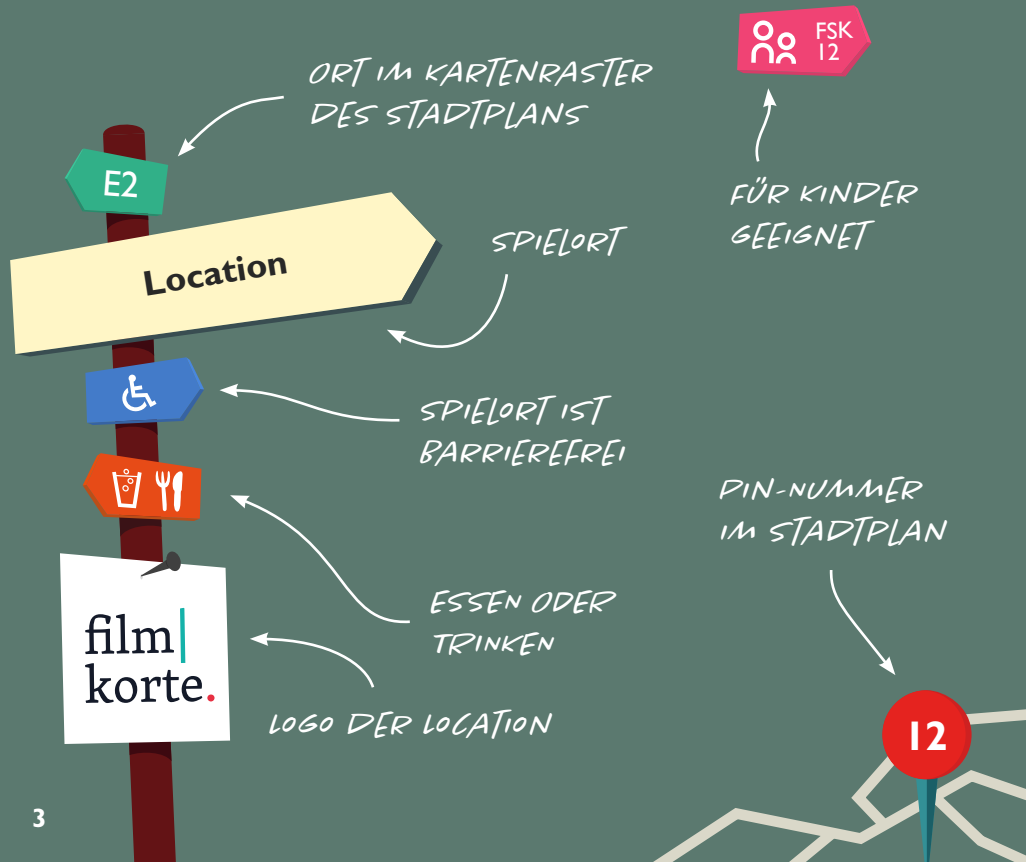 FSK
12
ORT IM KARTENRASTER
DES STADTPLANS
E2
FÜR KINDER
GEEIGNET
SPIELORT
Location
SPIELORT IST
BARRIEREFREI
PIN-NUMMER
IM STADTPLAN
ESSEN ODER
TRINKEN
film|
korte.
LOGO DER LOCATION
12
3